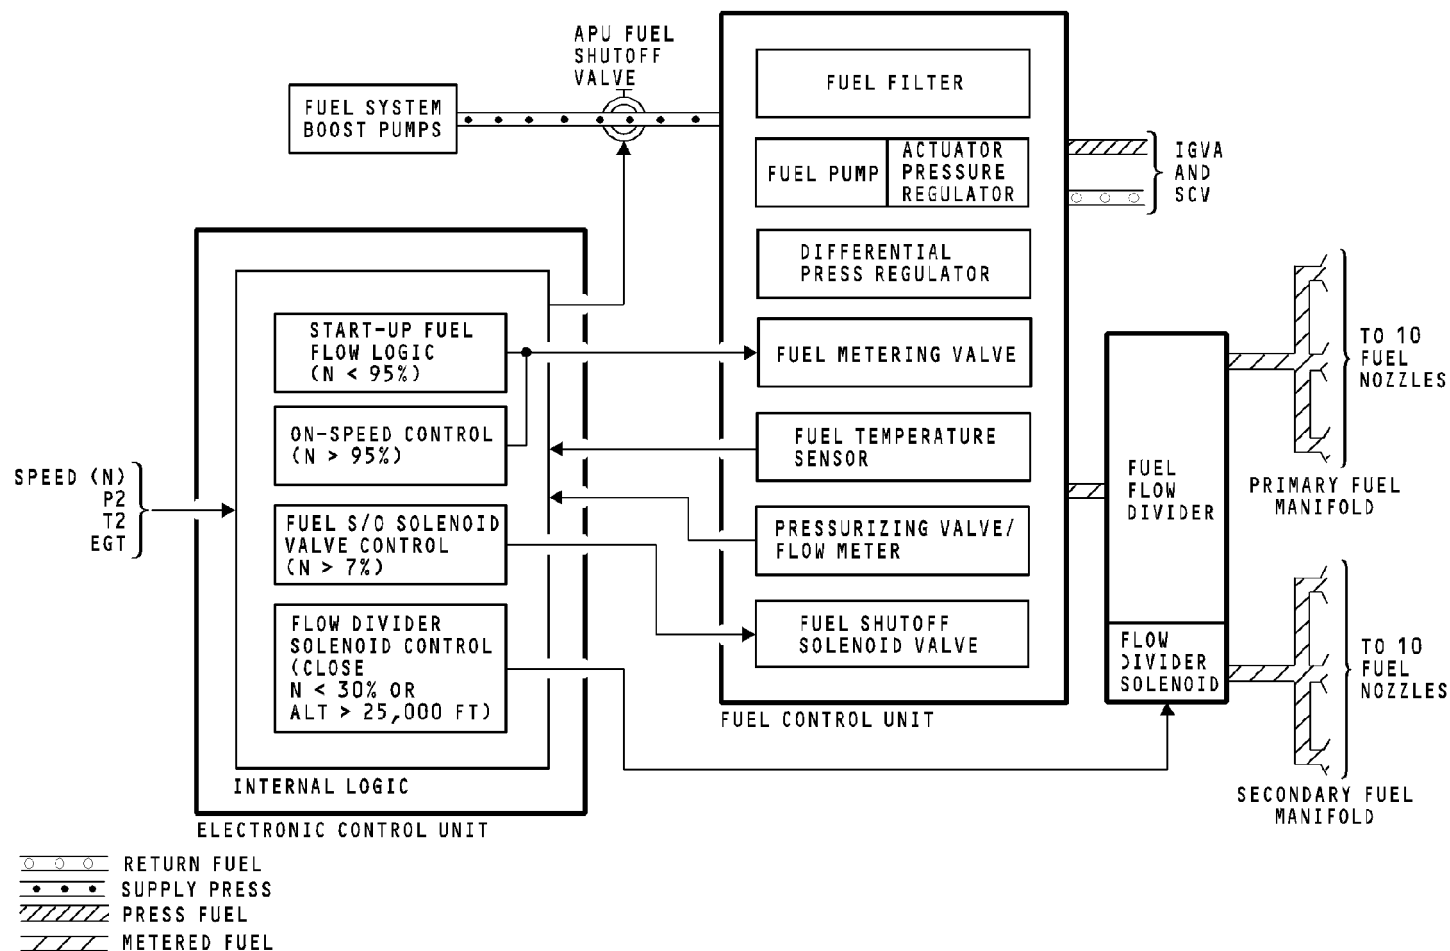 APU FUEL
SHUTOFF
VALVE
FUEL SYSTEM
BOOST PUMPS
FUEL FILTER
FUEL PUMP
ACTUATOR
PRESSURE
REGULATOR
IGVA
AND
SCV
DIFFERENTIAL
PRESS REGULATOR
START-UP FUEL
FLOW LOGIC
(N < 95%)
FUEL METERING VALVE
ON-SPEED CONTROL
(N > 95%)
FUEL TEMPERATURE
SENSOR
SPEED (N)
P2
T2
EGT
FUEL S/O SOLENOID
VALVE CONTROL
(N > 7%)
PRESSURIZING VALVE/
FLOW METER
FLOW DIVIDER
SOLENOID CONTROL
(CLOSE
N < 30% OR
ALT > 25,000 FT)
FUEL SHUTOFF
SOLENOID VALVE
FUEL CONTROL UNIT
INTERNAL LOGIC
ELECTRONIC CONTROL UNIT
FUEL
FLOW
DIVIDER
FLOW
DIVIDER
SOLENOID
TO 10
FUEL
NOZZLES
PRIMARY FUEL
MANIFOLD
TO 10
FUEL
NOZZLES
SECONDARY FUEL
MANIFOLD
RETURN FUEL
SUPPLY PRESS
PRESS FUEL
METERED FUEL